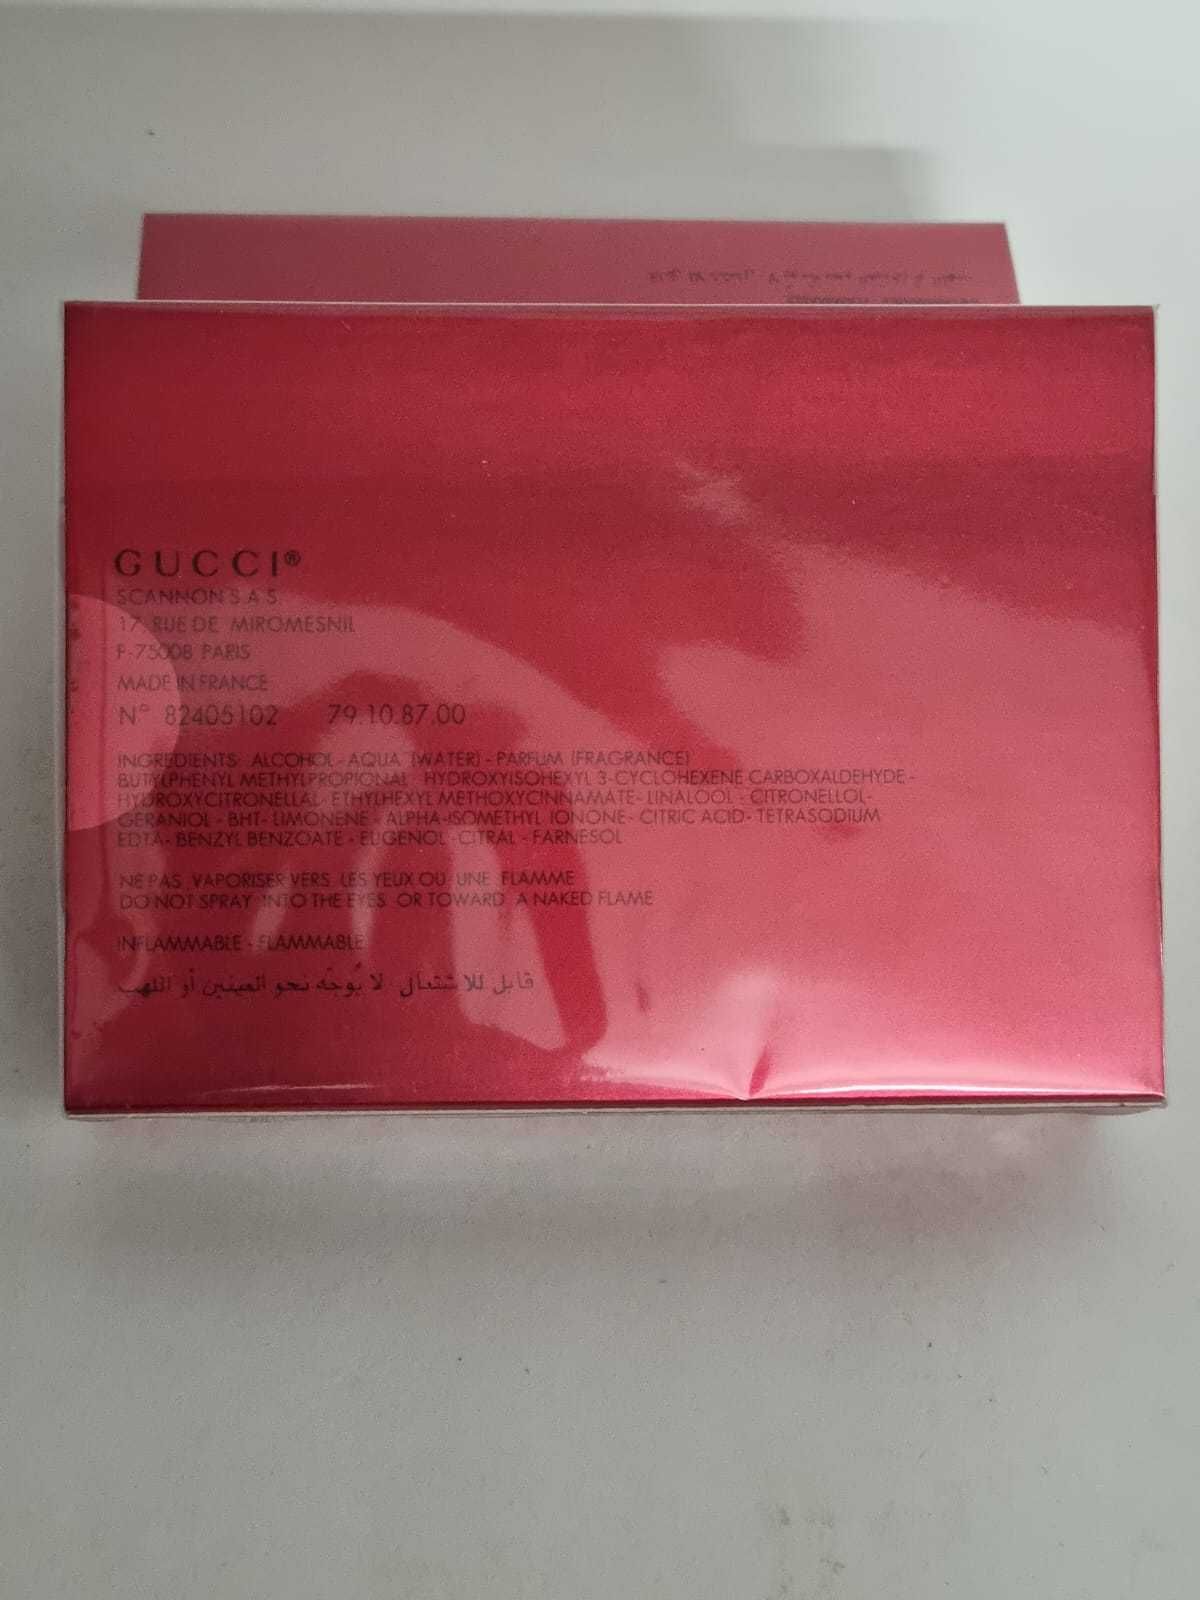 GUCCI®
SCANNON S.A.S.
17, RUE DE MIROMESNIL
F-75008 PARIS
MADE IN FRANCE
N° 82405102 79.10.87.00
INGREDIENTS: ALCOHOL - AQUA (WATER) - PARFUM (FRAGRANCE)
BUTYLPHENYL METHYLPROPIONAL - HYDROXYISOHEXYL 3-CYCLOHEXENE CARBOXALDEHYDE -
HYDROXYCITRONELLAL - ETHYLHEXYL METHOXYCINNAMATE - LINALOOL - CITRONELLOL -
GERANIOL - BHT - LIMONENE - ALPHA-ISOMETHYL IONONE - CITRIC ACID - TETRASODIUM
EDTA - BENZYL BENZOATE - EUGENOL - CITRAL - FARNESOL
NE PAS VAPORISER VERS LES YEUX OU UNE FLAMME
DO NOT SPRAY INTO THE EYES OR TOWARD A NAKED FLAME
INFLAMMABLE - FLAMMABLE
قابل للاشتعال لا يُوجّه نحو العينين أو اللهب